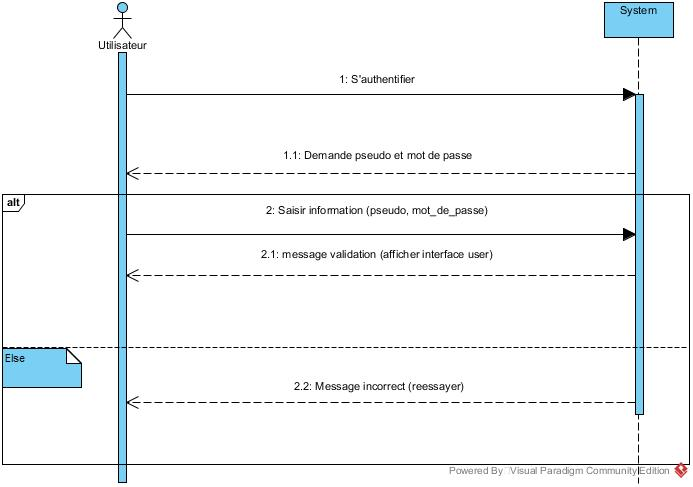 System
Utilisateur
1: S'authentifier
1.1: Demande pseudo et mot de passe
alt
2: Saisir information (pseudo, mot_de_passe)
2.1: message validation (afficher interface user)
Else
2.2: Message incorrect (reessayer)
Powered By Visual Paradigm Community Edition